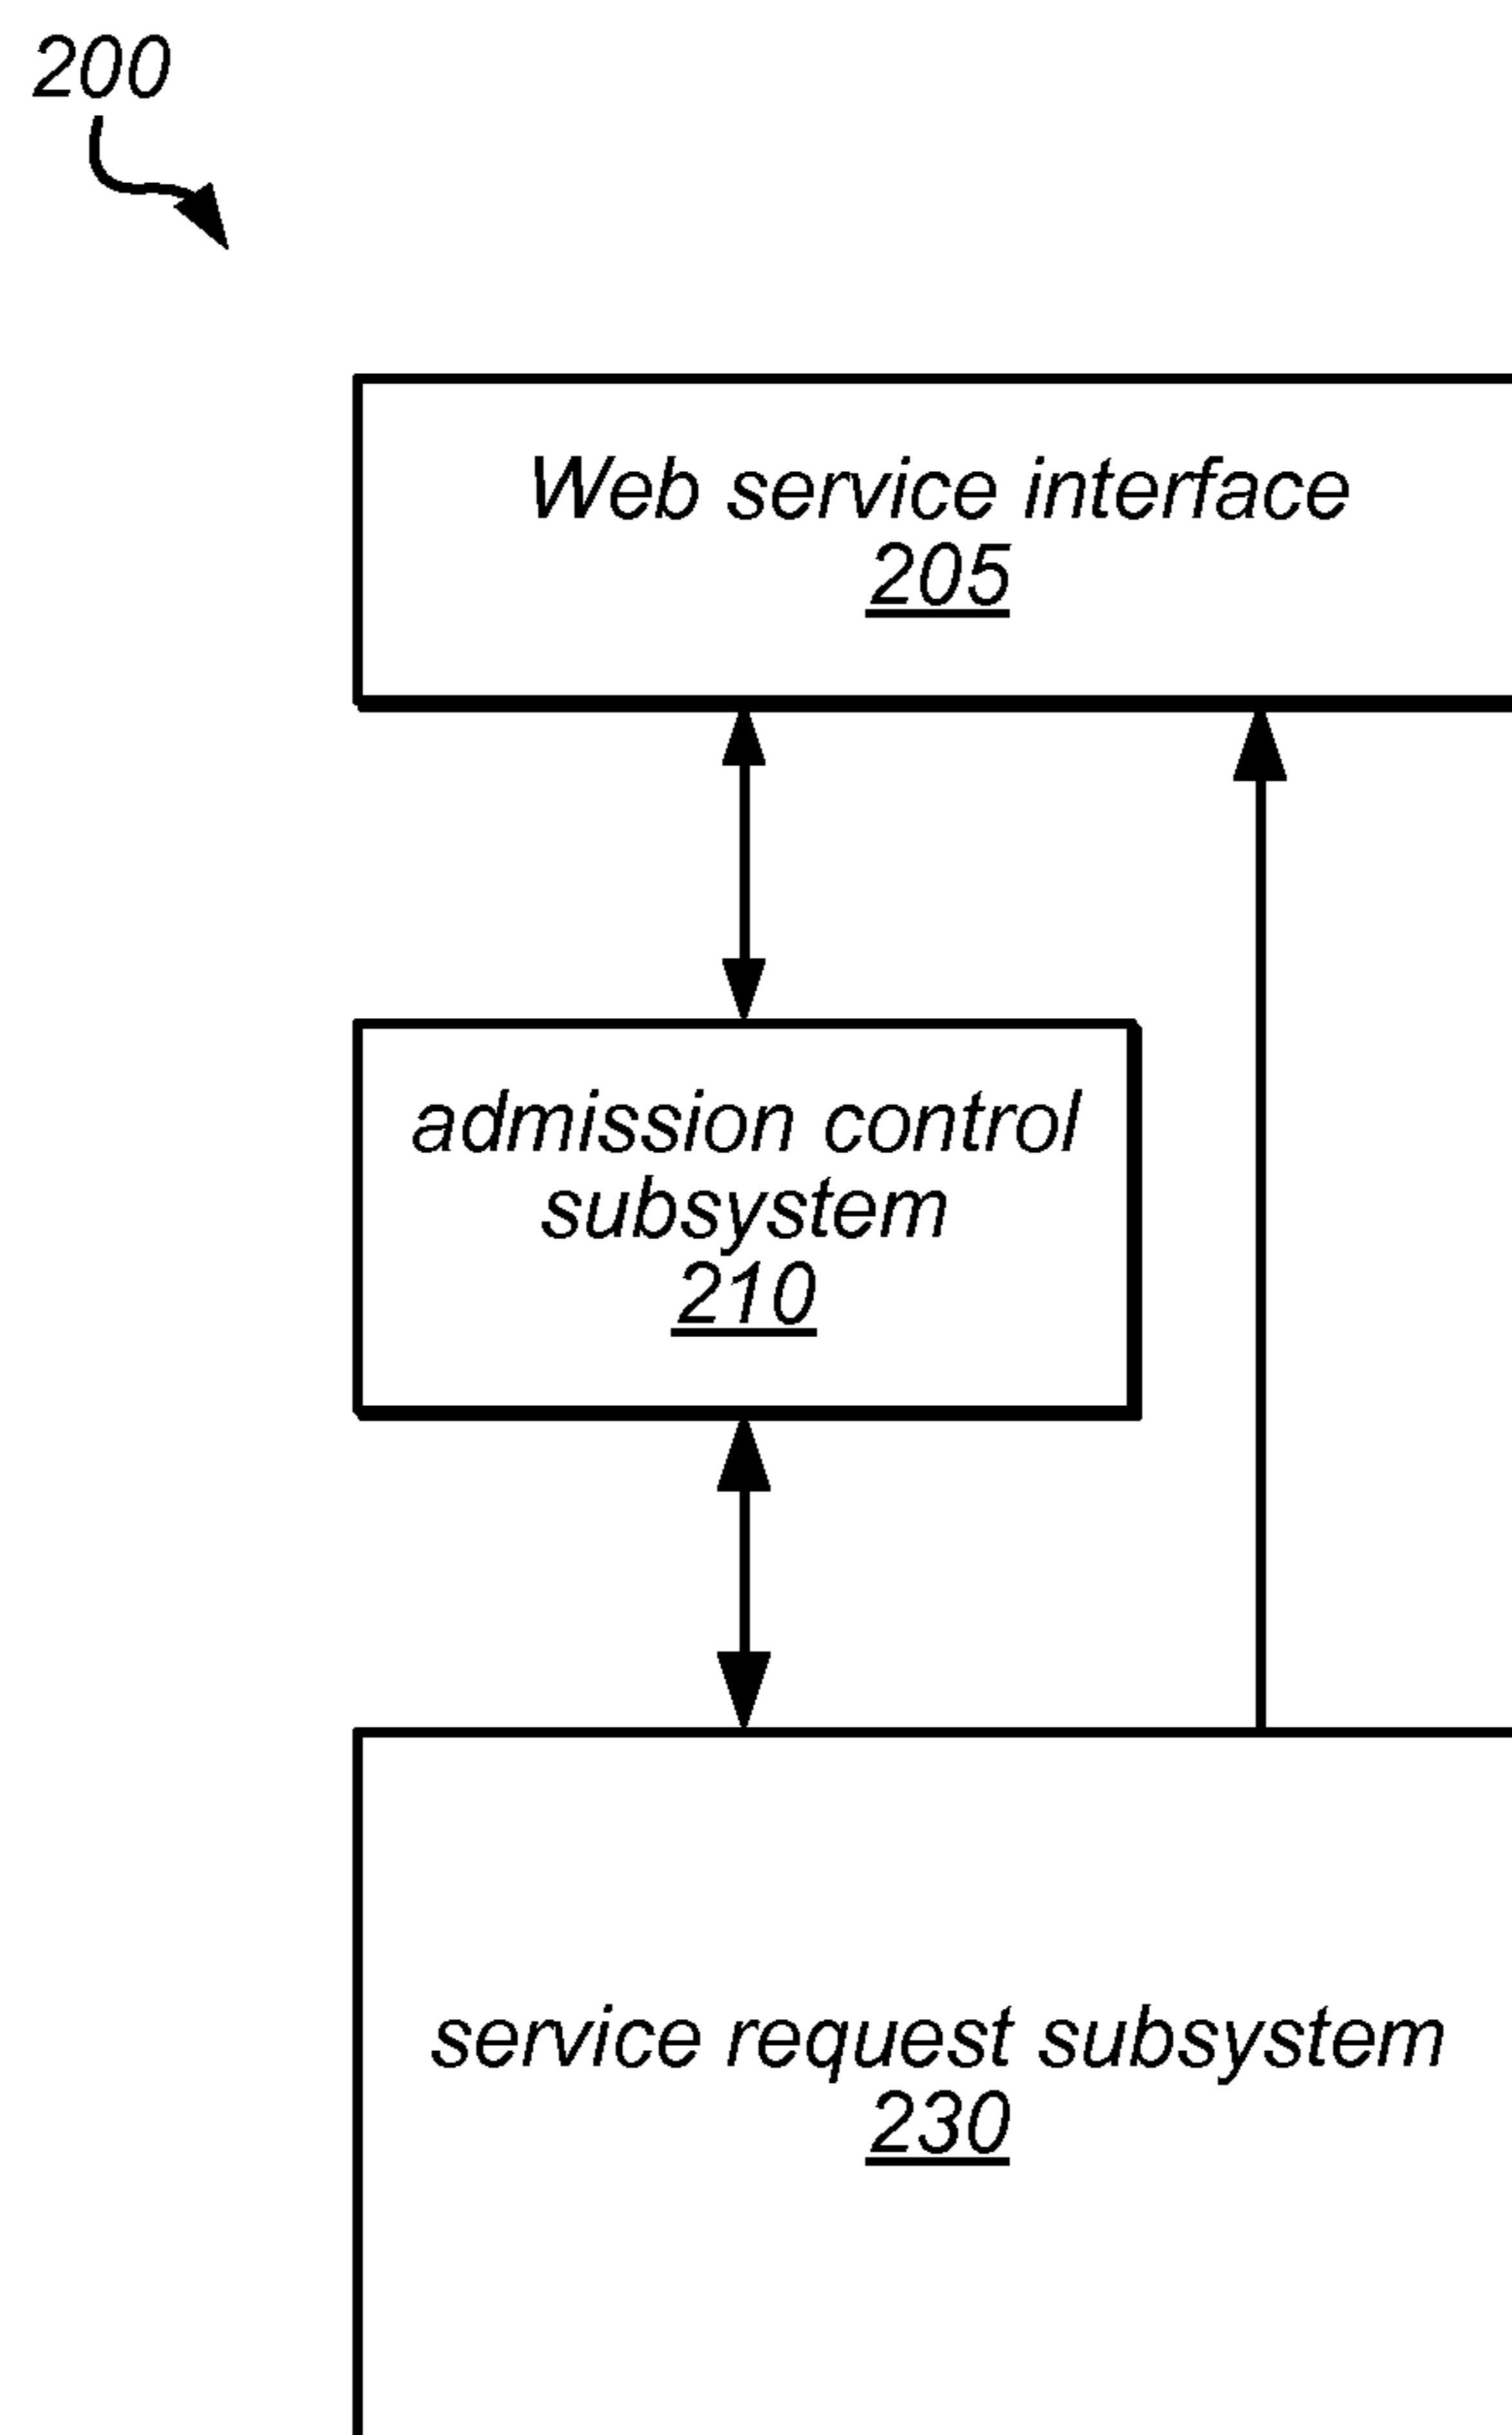 200
Web service interface
205
admission control
subsystem
210
service request subsystem
230